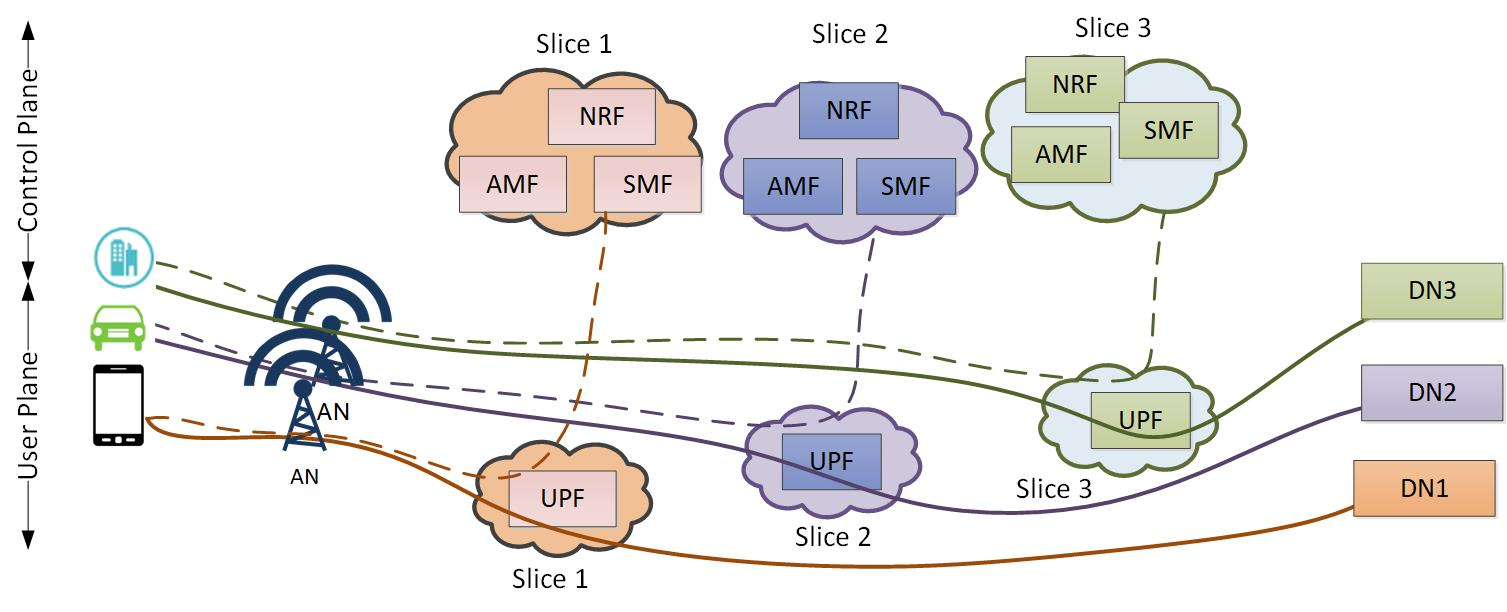 Control Plane
User Plane
Slice 1
Slice 2
Slice 3
NRF
AMF
SMF
NRF
AMF
SMF
NRF
SMF
AMF
AN
AN
UPF
Slice 1
UPF
Slice 2
UPF
Slice 3
DN3
DN2
DN1